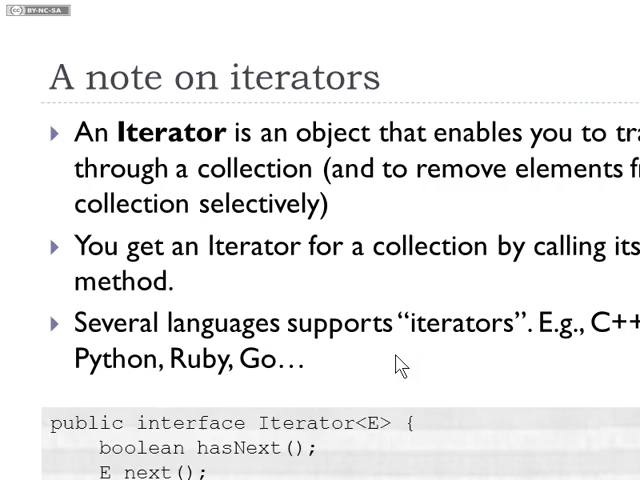 BY-NC-SA
A note on iterators
An Iterator is an object that enables you to
through a collection (and to remove elements
collection selectively)
You get an Iterator for a collection by calling its
method.
Several languages supports “iterators”. E.g., C++
Python, Ruby, Go…
public interface Iterator<E> {
boolean hasNext();
E next();